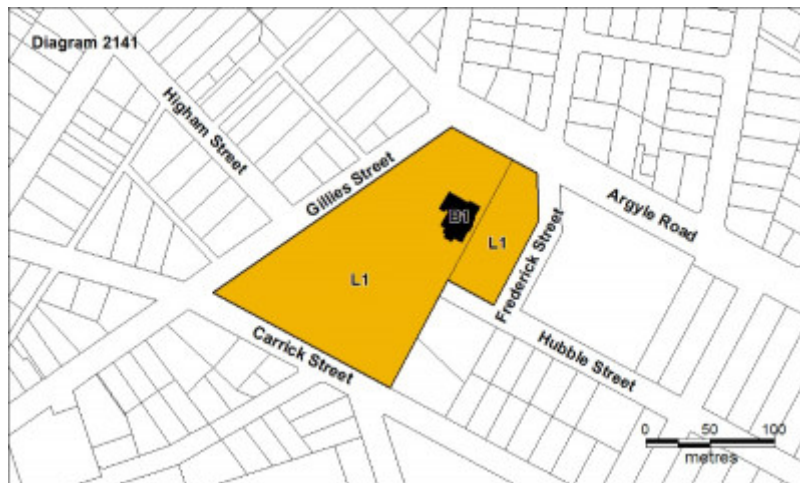 Diagram 2141
Higham Street
Gillies Street
Argyle Road
B1
L1
Frederick Street
L1
Carrick Street
Hubble Street
0 50 100
metres